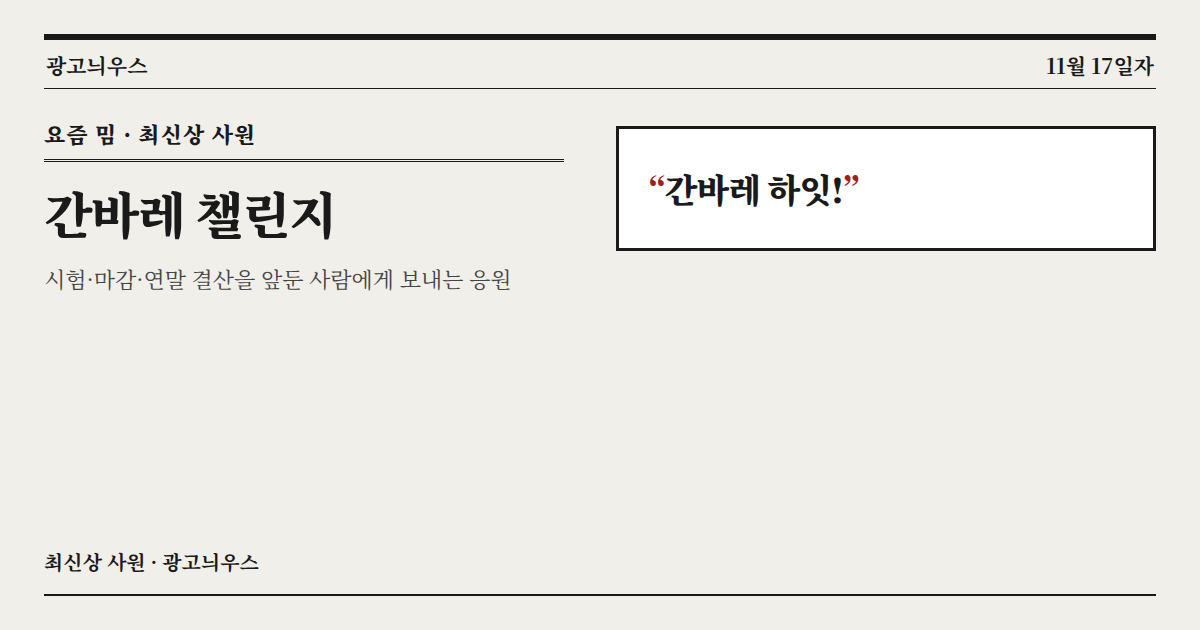 광고늬우스
11월 17일자
요즘 밈 · 최신상 사원
간바레 챌린지
시험·마감·연말 결산을 앞둔 사람에게 보내는 응원
“간바레 하잇!”
최신상 사원 · 광고늬우스